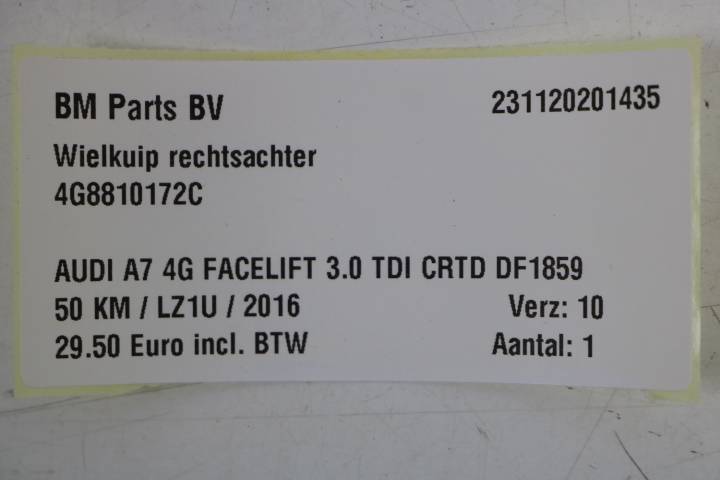 BM Parts BV 231120201435
Wielkuip rechtsachter
4G8810172C
AUDI A7 4G FACELIFT 3.0 TDI CRTD DF1859
50 KM / LZ1U / 2016 Verz: 10
29.50 Euro incl. BTW Aantal: 1